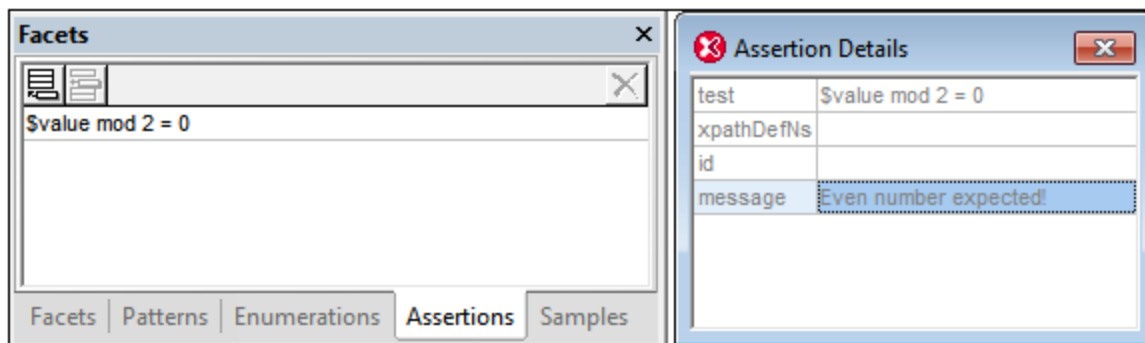 Facets
$value mod 2 = 0
Facets Patterns Enumerations Assertions Samples
Assertion Details
test $value mod 2 = 0
xpathDefNs
id
message Even number expected!